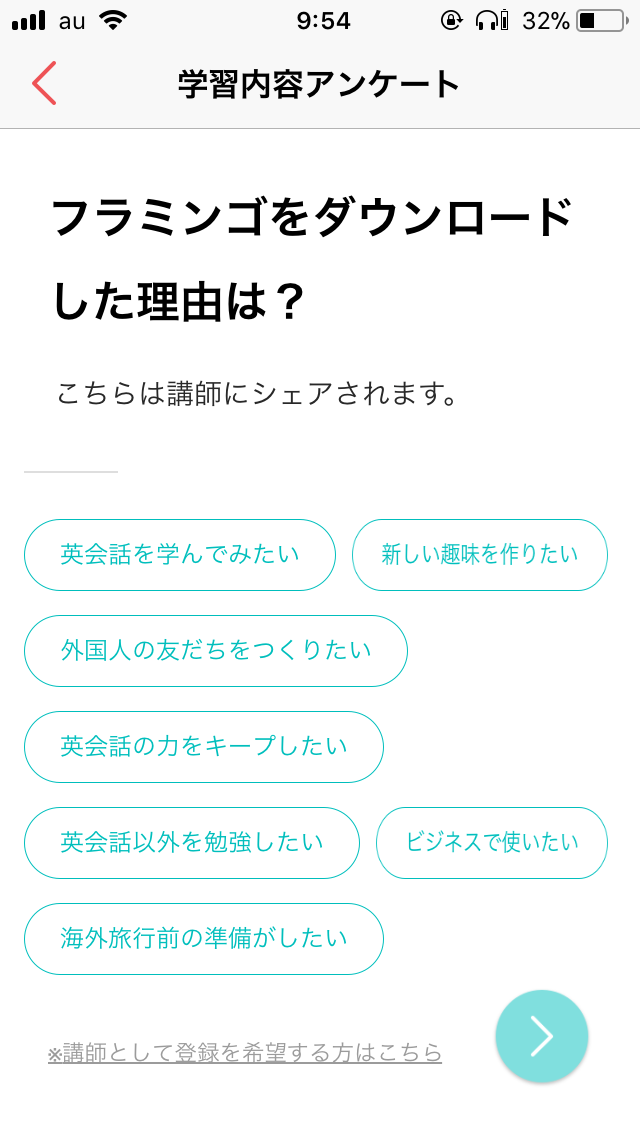 au 9:54 32%
学習内容アンケート
フラミンゴをダウンロード
した理由は？
こちらは講師にシェアされます。
英会話を学んでみたい 新しい趣味を作りたい
外国人の友だちをつくりたい
英会話の力をキープしたい
英会話以外を勉強したい ビジネスで使いたい
海外旅行前の準備がしたい
※講師として登録を希望する方はこちら